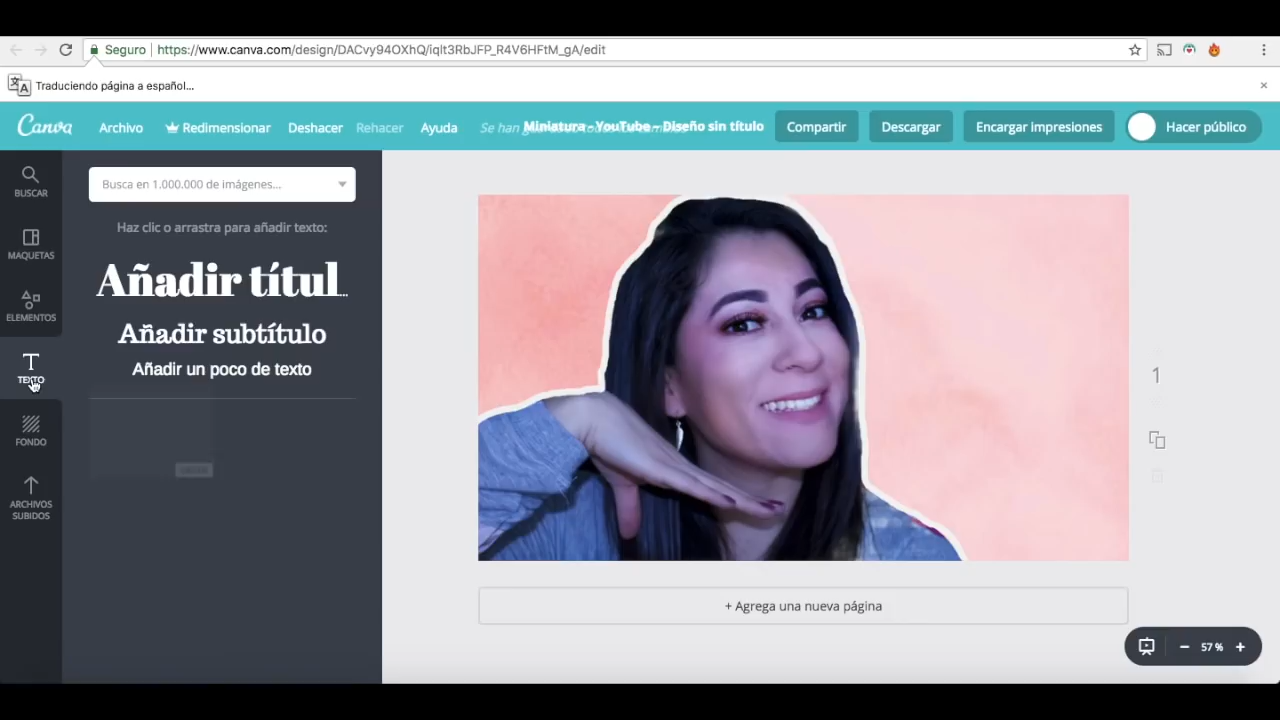 Seguro https://www.canva.com/design/DACvy94OXhQ/iqlt3RbJFP_R4V6HFtM_gA/edit
Traduciendo página a español...
Canva Archivo Redimensionar Deshacer Rehacer Ayuda Se han Miniatura - YouTube - Diseño sin título Compartir Descargar Encargar impresiones Hacer público
BUSCAR
MAQUETAS
ELEMENTOS
TEXTO
FONDO
ARCHIVOS
SUBIDOS
Busca en 1.000.000 de imágenes...
Haz clic o arrastra para añadir texto:
Añadir títul...
Añadir subtítulo
Añadir un poco de texto
1
+ Agrega una nueva página
57 %